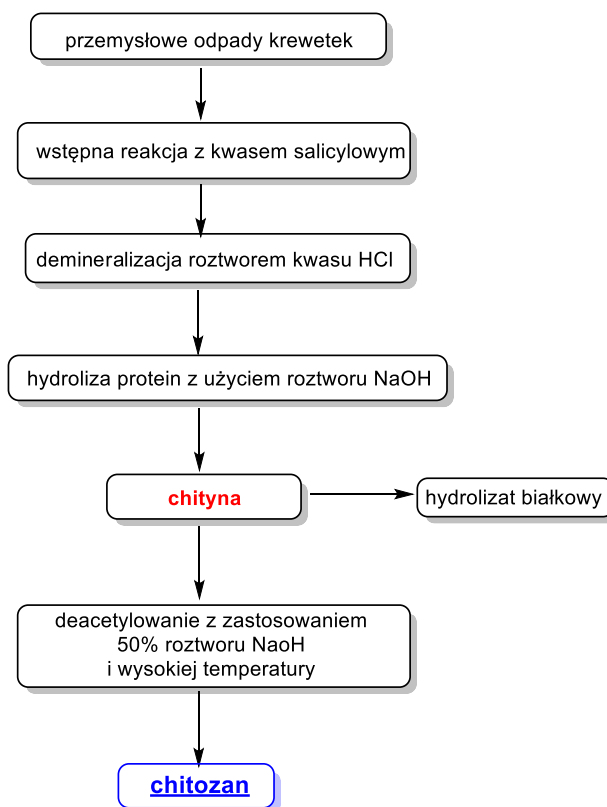 przemysłowe odpady krewetek
wstępna reakcja z kwasem salicylowym
demineralizacja roztworem kwasu HCl
hydroliza protein z użyciem roztworu NaOH
chityna
hydrolizat białkowy
deacetylowanie z zastosowaniem
50% roztworu NaoH
i wysokiej temperatury
chitozan